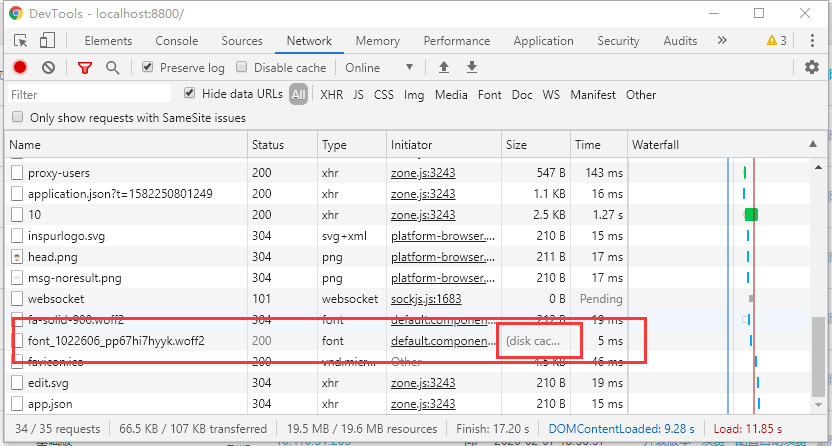 DevTools - localhost:8800/
Elements Console Sources Network Memory Performance Application Security Audits » 3
Preserve log Disable cache Online
Filter Hide data URLs All XHR JS CSS Img Media Font Doc WS Manifest Other
Only show requests with SameSite issues
Name Status Type Initiator Size Time Waterfall
proxy-users 200 xhr zone.js:3243 547 B 143 ms
application.json?t=1582250801249 200 xhr zone.js:3243 1.1 KB 16 ms
10 200 xhr zone.js:3243 2.5 KB 1.27 s
inspurlogo.svg 304 svg+xml platform-browser.... 210 B 15 ms
head.png 304 png platform-browser.... 211 B 17 ms
msg-noresult.png 304 png platform-browser.... 210 B 17 ms
websocket 101 websocket sockjs.js:1683 0 B Pending
fa-solid-900.woff2 304 font default.componen... 212 B 19 ms
font_1022606_pp67hi7hyyk.woff2 200 font default.componen... (disk cac... 5 ms
favicon.ico 200 vnd.micr... Other 4.5 KB 46 ms
edit.svg 304 xhr zone.js:3243 210 B 19 ms
app.json 304 xhr zone.js:3243 210 B 15 ms
34 / 35 requests 66.5 KB / 107 KB transferred 19.5 MB / 19.6 MB resources Finish: 17.20 s DOMContentLoaded: 9.28 s Load: 11.85 s